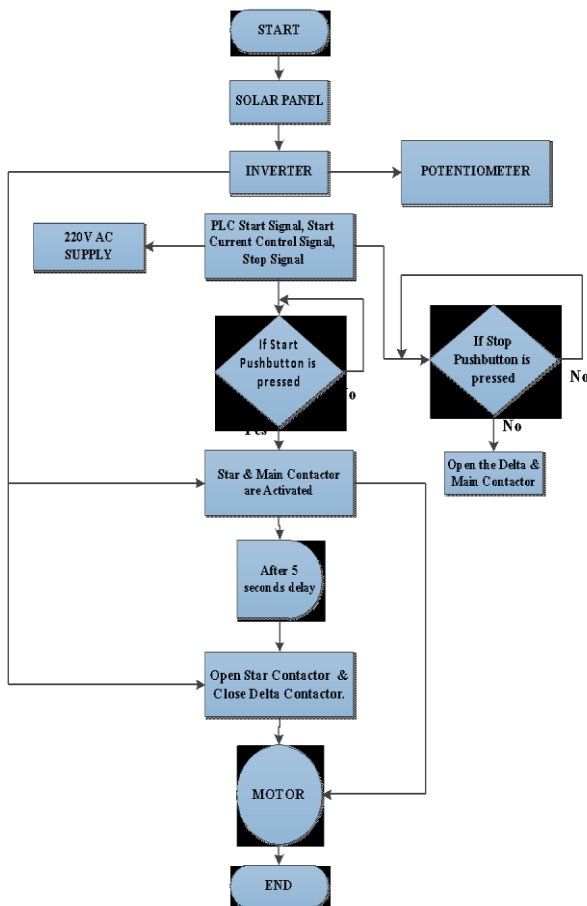 START
SOLAR PANEL
INVERTER
POTENTIOMETER
220V AC
SUPPLY
PLC Start Signal, Start
Current Control Signal,
Stop Signal
If Start
Pushbutton is
pressed
If Stop
Pushbutton is
pressed
No
No
Open the Delta &
Main Contactor
Star & Main Contactor
are Activated
After 5
seconds delay
Open Star Contactor &
Close Delta Contactor.
MOTOR
END